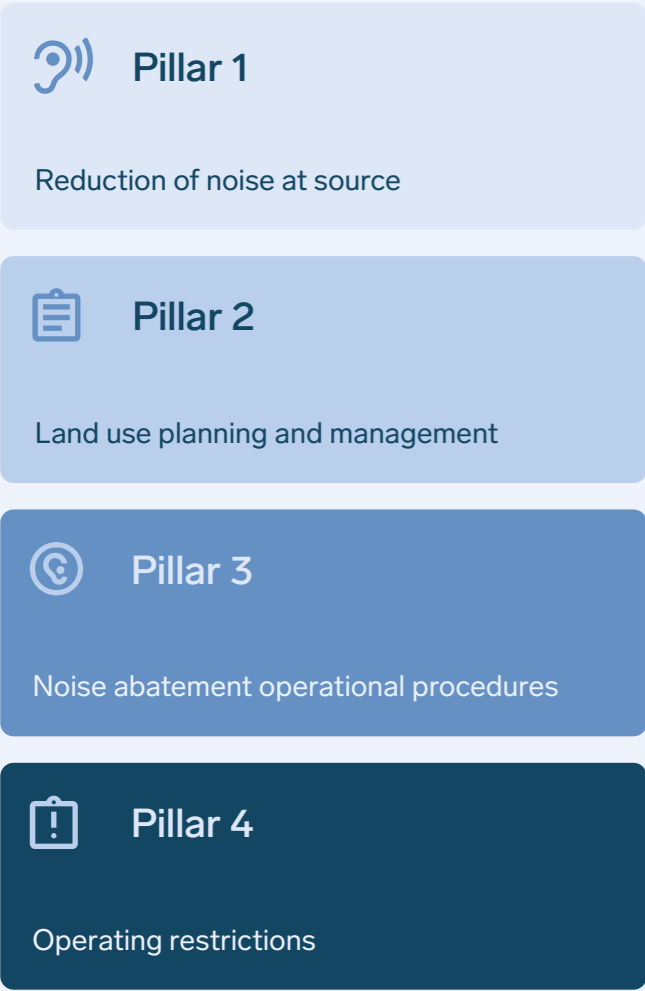 Pillar 1
Reduction of noise at source
Pillar 2
Land use planning and management
Pillar 3
Noise abatement operational procedures
Pillar 4
Operating restrictions